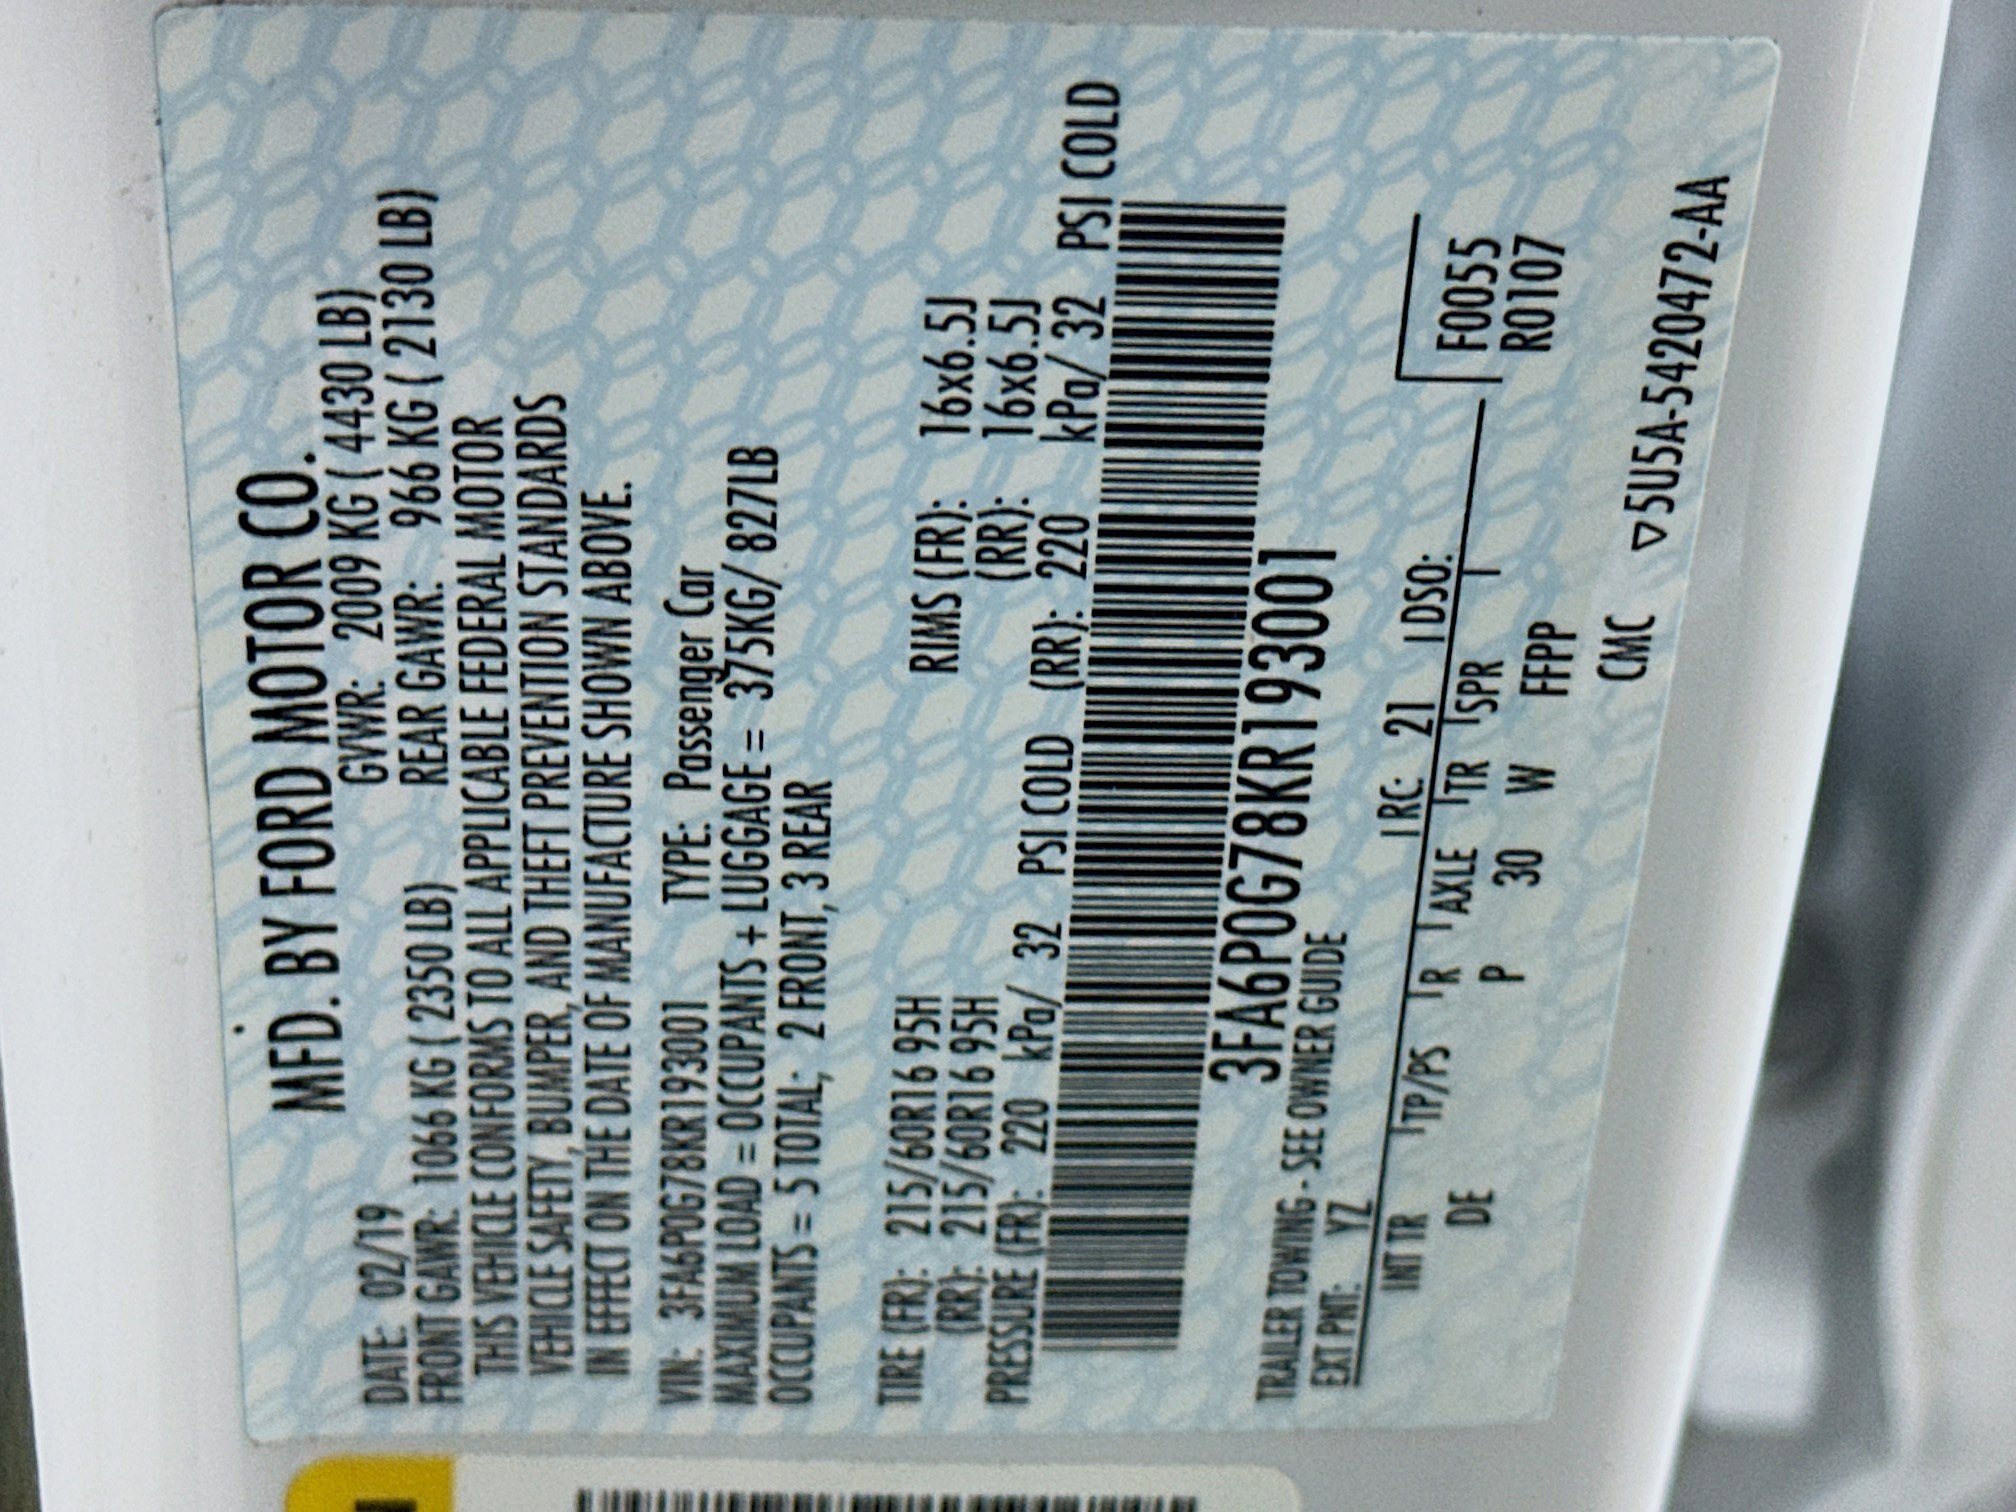 MFD. BY FORD MOTOR CO.
DATE: 02/19 GVWR: 2009 KG ( 4430 LB)
FRONT GAWR: 1066 KG ( 2350 LB) REAR GAWR: 966 KG ( 2130 LB)
THIS VEHICLE CONFORMS TO ALL APPLICABLE FEDERAL MOTOR
VEHICLE SAFETY, BUMPER, AND THEFT PREVENTION STANDARDS
IN EFFECT ON THE DATE OF MANUFACTURE SHOWN ABOVE.
VIN: 3FA6P0G78KR193001 TYPE: Passenger Car
MAXIMUM LOAD = OCCUPANTS + LUGGAGE = 375KG/ 827LB
OCCUPANTS = 5 TOTAL; 2 FRONT, 3 REAR
TIRE (FR): 215/60R16 95H RIMS (FR): 16x6.5J
(RR): 215/60R16 95H (RR): 16x6.5J
PRESSURE (FR): 220 kPa/ 32 PSI COLD (RR): 220 kPa/ 32 PSI COLD
3FA6P0G78KR193001
TRAILER TOWING - SEE OWNER GUIDE
EXT PNT: YZ RC: 21 DSO:
INT TR TP/PS R AXLE TR SPR F0055
DE P 30 W FFPP R0107
CMC ▽5U5A-5420472-AA